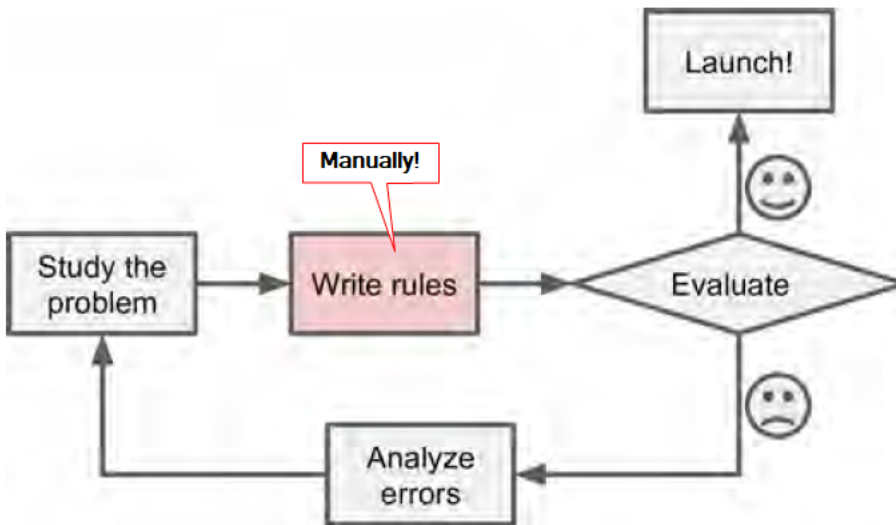 Launch!
Manually!
Study the
problem
Write rules
Evaluate
Analyze
errors